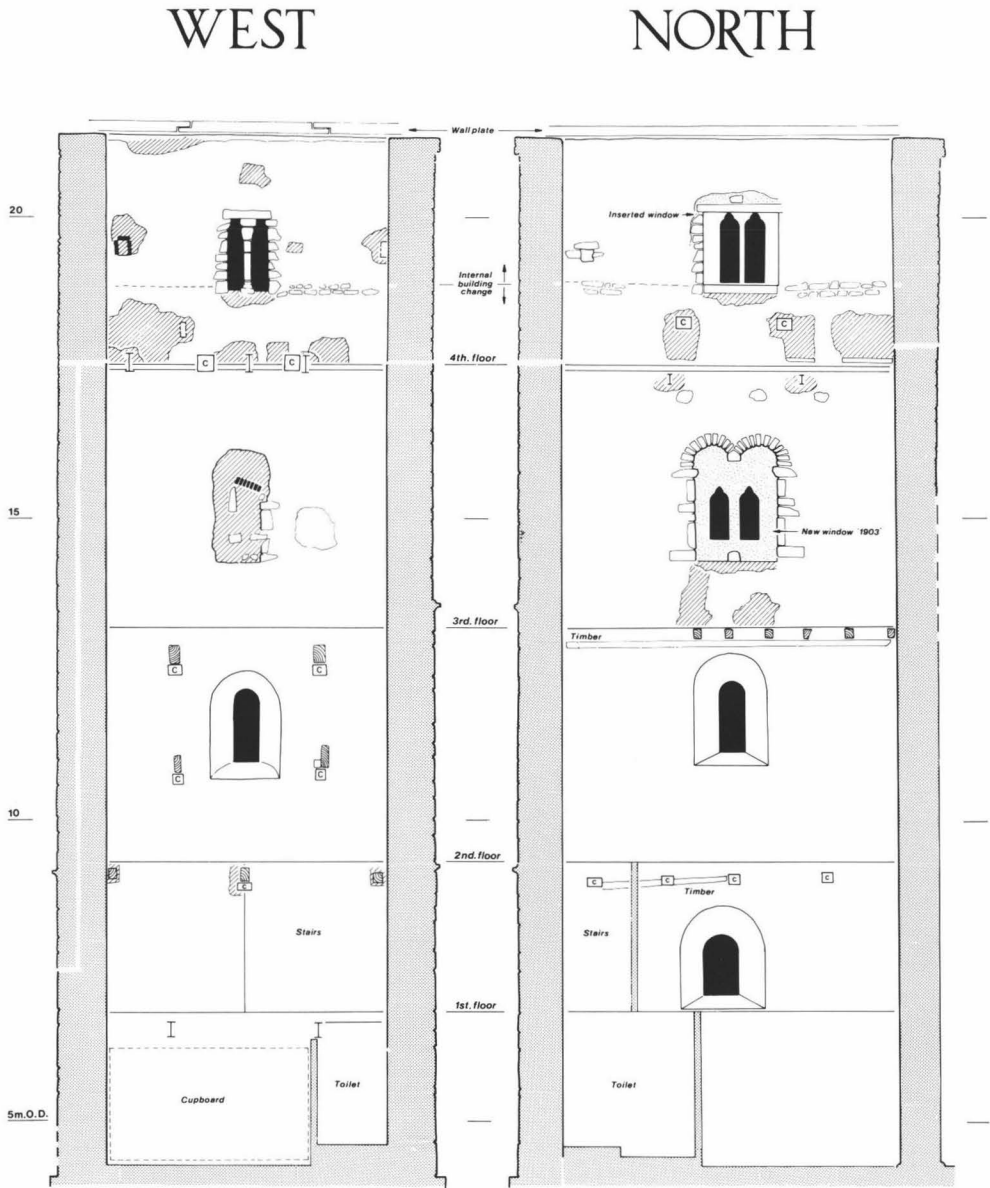 WEST
NORTH
Wall plate
20
Inserted window
Internal
building
change
C
C
4th. floor
C
C
15
New window '1903'
3rd. floor
Timber
C
C
C
C
10
2nd. floor
C
C
C
C
C
Timber
Stairs
Stairs
1st. floor
Toilet
Toilet
Cupboard
5m.O.D.